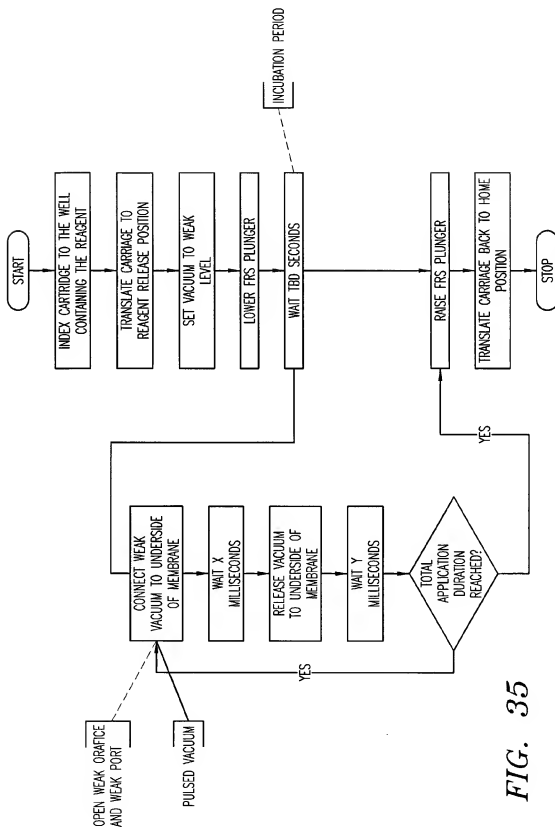 START
INDEX CARTRIDGE TO THE WELL
CONTAINING THE REAGENT
TRANSLATE CARRIAGE TO
REAGENT RELEASE POSITION
SET VACUUM TO WEAK
LEVEL
LOWER FRS PLUNGER
WAIT TBD SECONDS
INCUBATION PERIOD
RAISE FRS PLUNGER
TRANSLATE CARRIAGE BACK TO HOME
POSITION
STOP
OPEN WEAK ORAFICE
AND WEAK PORT
PULSED VACUUM
CONNECT WEAK
VACUUM TO UNDERSIDE
OF MEMBRANE
WAIT X
MILLISECONDS
RELEASE VACUUM
TO UNDERSIDE OF
MEMBRANE
WAIT Y
MILLISECONDS
TOTAL
APPLICATION
DURATION
REACHED?
YES
YES
FIG. 35